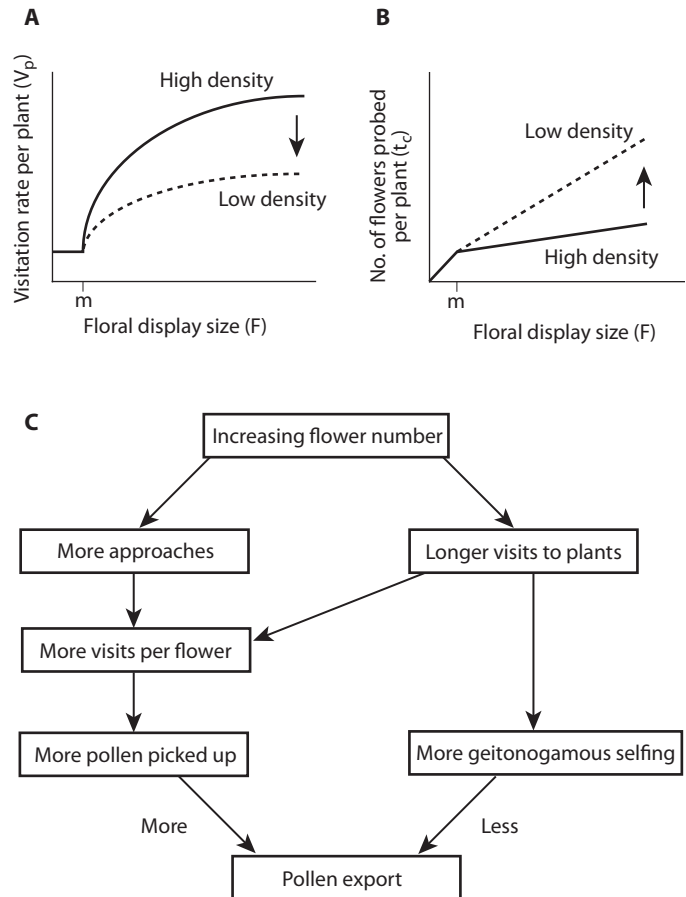 A
Visitation rate per plant (Vp)
High density
Low density
m
Floral display size (F)
B
No. of flowers probed
per plant (tc)
Low density
High density
m
Floral display size (F)
C
Increasing flower number
More approaches
Longer visits to plants
More visits per flower
More pollen picked up
More geitonogamous selfing
More
Less
Pollen export